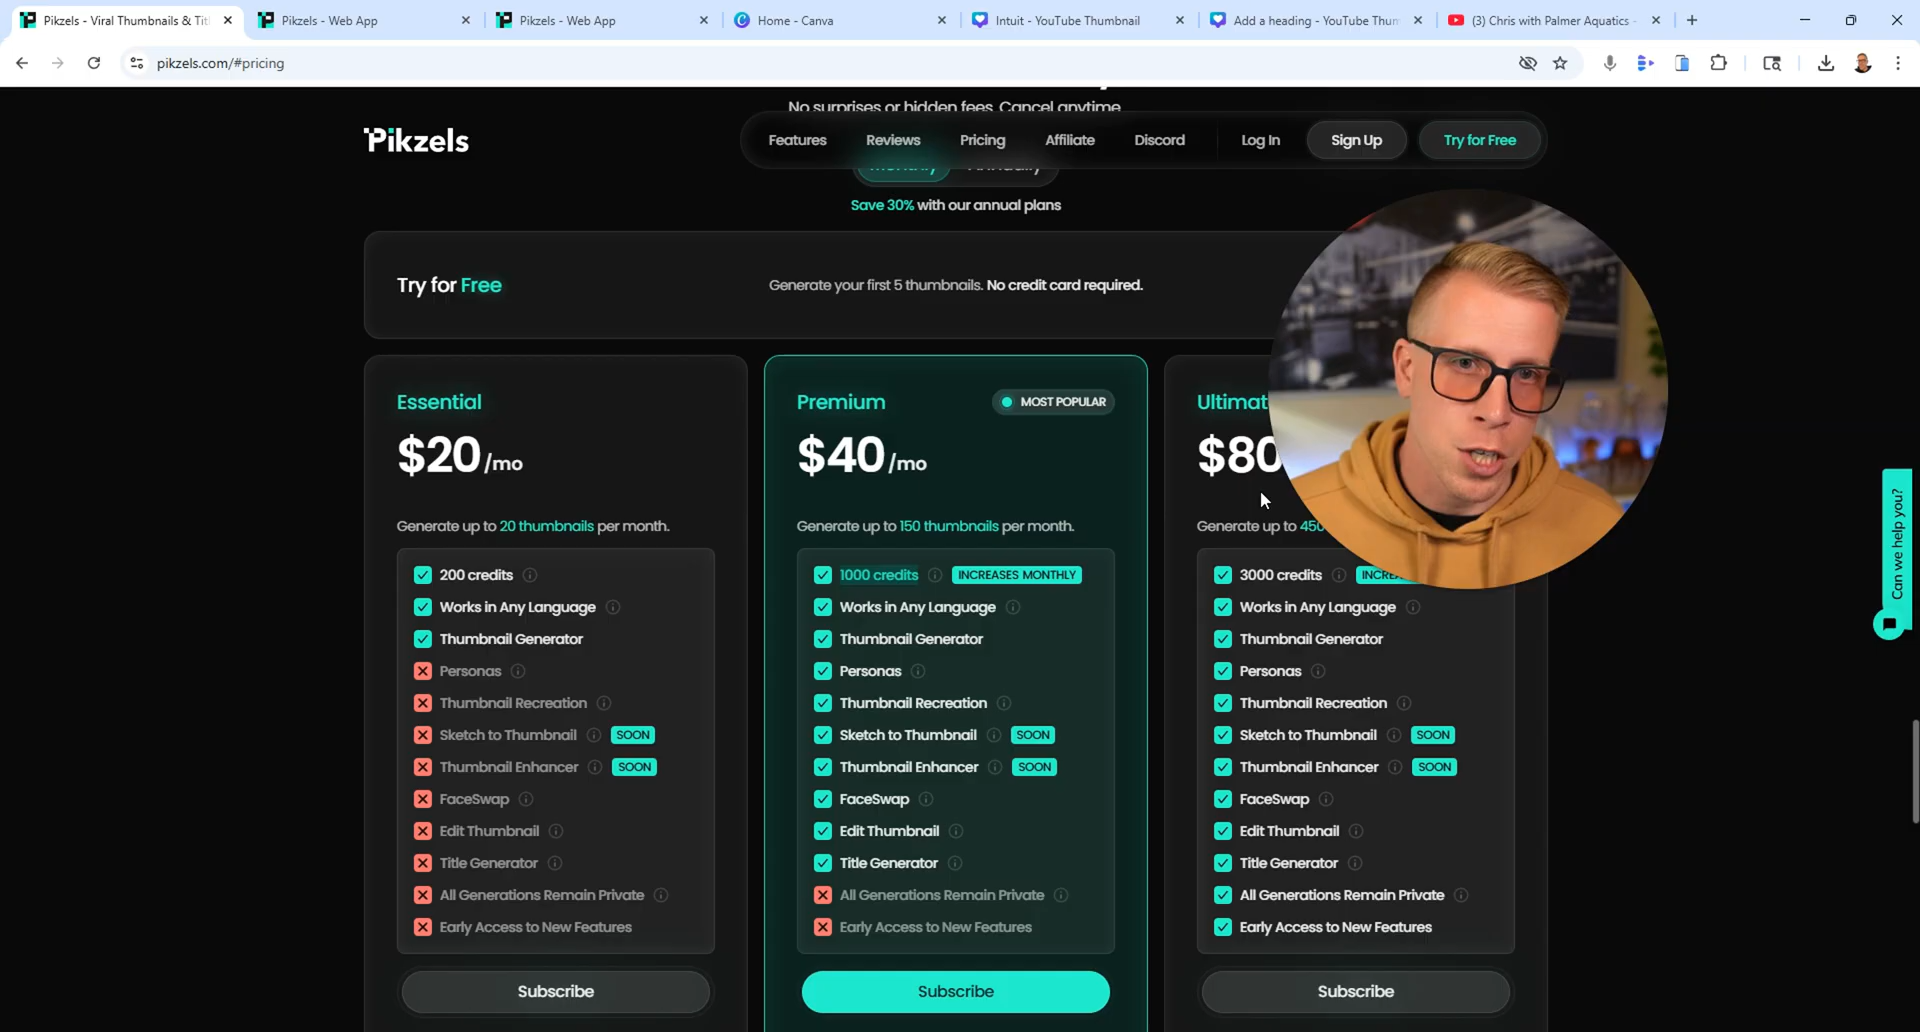 Pikzels - Viral Thumbnails & Tit
Pikzels - Web App
Pikzels - Web App
Home - Canva
Intuit - YouTube Thumbnail
Add a heading - YouTube Thum
(3) Chris with Palmer Aquatics -
pikzels.com/#pricing
No surprises or hidden fees. Cancel anytime.
Pikzels
Features
Reviews
Pricing
Affiliate
Discord
Log In
Sign Up
Try for Free
Monthly
Annually
Save 30% with our annual plans
Try for Free
Generate your first 5 thumbnails. No credit card required.
Essential
$20/mo
Generate up to 20 thumbnails per month.
200 credits
Works in Any Language
Thumbnail Generator
Personas
Thumbnail Recreation
Sketch to Thumbnail SOON
Thumbnail Enhancer SOON
FaceSwap
Edit Thumbnail
Title Generator
All Generations Remain Private
Early Access to New Features
Subscribe
Premium
MOST POPULAR
$40/mo
Generate up to 150 thumbnails per month.
1000 credits INCREASES MONTHLY
Works in Any Language
Thumbnail Generator
Personas
Thumbnail Recreation
Sketch to Thumbnail SOON
Thumbnail Enhancer SOON
FaceSwap
Edit Thumbnail
Title Generator
All Generations Remain Private
Early Access to New Features
Subscribe
Ultimat
$80
Generate up to 450
3000 credits INCRE
Works in Any Language
Thumbnail Generator
Personas
Thumbnail Recreation
Sketch to Thumbnail SOON
Thumbnail Enhancer SOON
FaceSwap
Edit Thumbnail
Title Generator
All Generations Remain Private
Early Access to New Features
Subscribe
Can we help you?